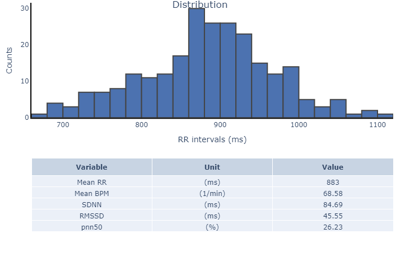 Distribution
30
20
10
0
Counts
700 800 900 1000 1100
RR intervals (ms)
Variable Unit Value
Mean RR (ms) 883
Mean BPM (1/min) 68.58
SDNN (ms) 84.69
RMSSD (ms) 45.55
pnn50 (%) 26.23